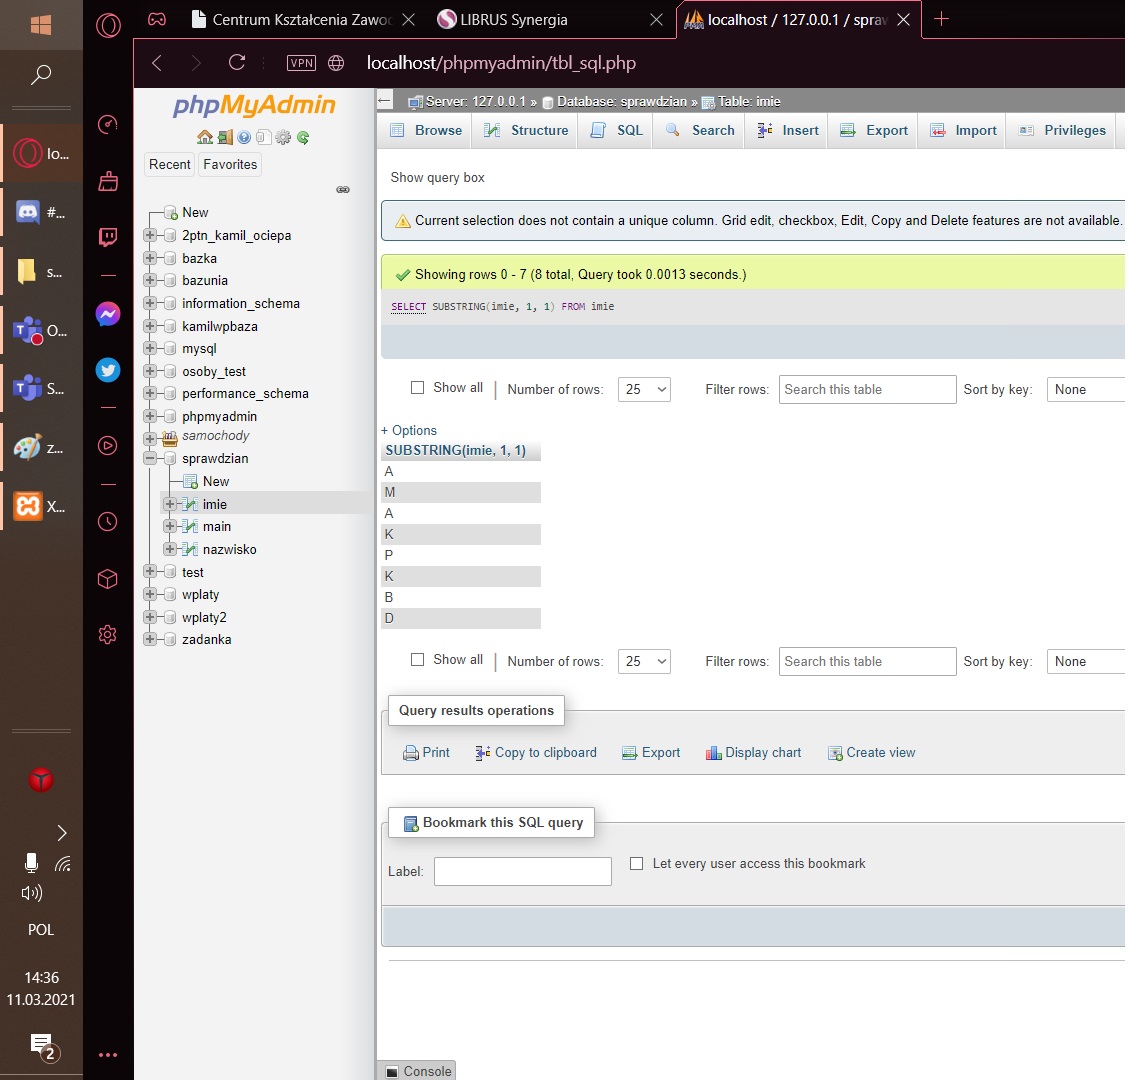 Centrum Kształcenia Zawo
LIBRUS Synergia
localhost / 127.0.0.1 / spraw
VPN
localhost/phpmyadmin/tbl_sql.php
phpMyAdmin
Recent
Favorites
New
2ptn_kamil_ociepa
bazka
bazunia
information_schema
kamilwpbaza
mysql
osoby_test
performance_schema
phpmyadmin
samochody
sprawdzian
New
imie
main
nazwisko
test
wplaty
wplaty2
zadanka
Server: 127.0.0.1 » Database: sprawdzian » Table: imie
Browse Structure SQL Search Insert Export Import Privileges
Show query box
Current selection does not contain a unique column. Grid edit, checkbox, Edit, Copy and Delete features are not available.
Showing rows 0 - 7 (8 total, Query took 0.0013 seconds.)
SELECT SUBSTRING(imie, 1, 1) FROM imie
Show all | Number of rows: 25 Filter rows: Search this table Sort by key: None
+ Options
SUBSTRING(imie, 1, 1)
A
M
A
K
P
K
B
D
Show all | Number of rows: 25 Filter rows: Search this table Sort by key: None
Query results operations
Print Copy to clipboard Export Display chart Create view
Bookmark this SQL query
Label: Let every user access this bookmark
Console
lo...
#...
s...
O...
S...
z...
X...
POL
14:36
11.03.2021
2